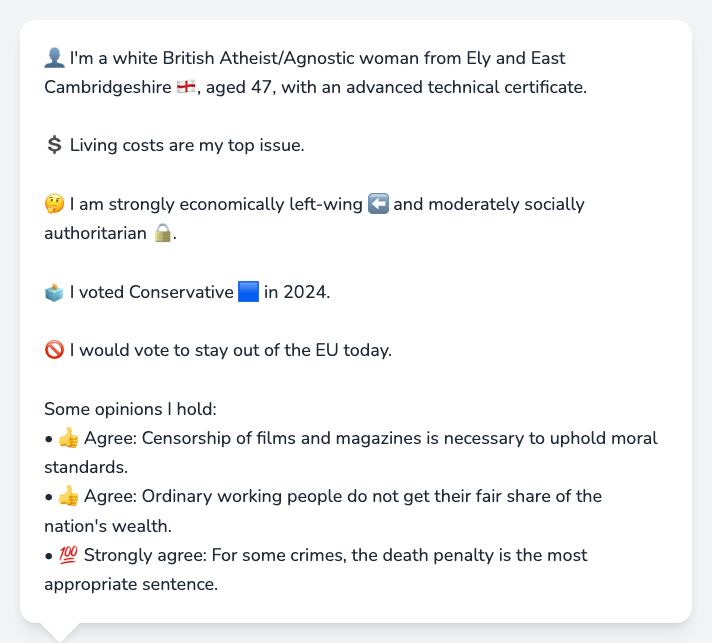 👤 I'm a white British Atheist/Agnostic woman from Ely and East
Cambridgeshire 🏴󠁧󠁢󠁥󠁮󠁧󠁿, aged 47, with an advanced technical certificate.
💲 Living costs are my top issue.
🤔 I am strongly economically left-wing ⬅️ and moderately socially
authoritarian 🔒.
🗳️ I voted Conservative 🟦 in 2024.
🚫 I would vote to stay out of the EU today.
Some opinions I hold:
• 👍 Agree: Censorship of films and magazines is necessary to uphold moral
standards.
• 👍 Agree: Ordinary working people do not get their fair share of the
nation's wealth.
• 💯 Strongly agree: For some crimes, the death penalty is the most
appropriate sentence.